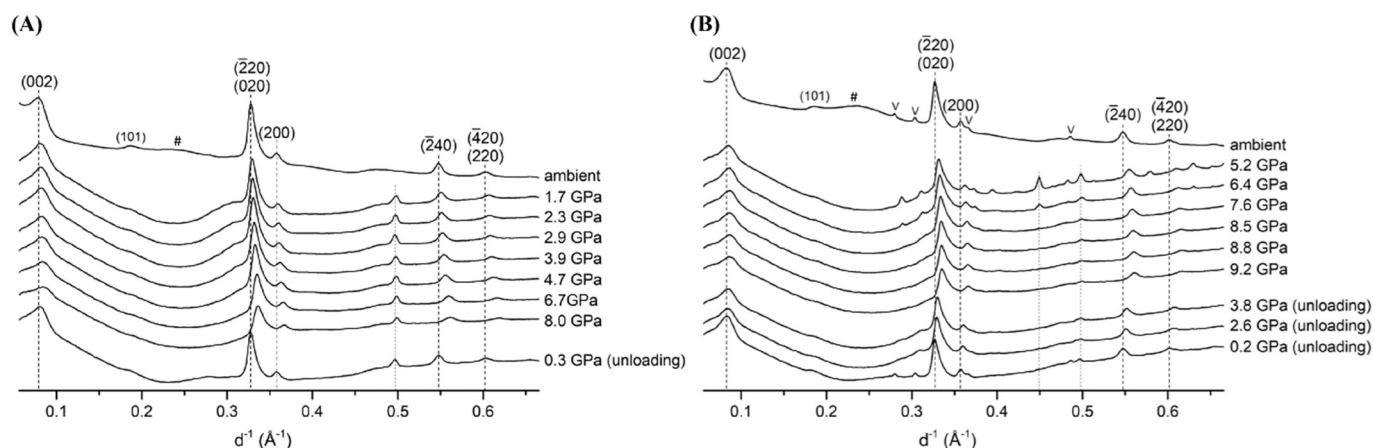 (A)
(002)
(101)
#
(2̅20)
(020)
(200)
(2̅40)
(4̅20)
(220)
ambient
1.7 GPa
2.3 GPa
2.9 GPa
3.9 GPa
4.7 GPa
6.7GPa
8.0 GPa
0.3 GPa (unloading)
0.1 0.2 0.3 0.4 0.5 0.6
d⁻¹ (Å⁻¹)
(B)
(002)
(101)
#
v v
(2̅20)
(020)
(200)
v
v
(2̅40)
(4̅20)
(220)
ambient
5.2 GPa
6.4 GPa
7.6 GPa
8.5 GPa
8.8 GPa
9.2 GPa
3.8 GPa (unloading)
2.6 GPa (unloading)
0.2 GPa (unloading)
0.1 0.2 0.3 0.4 0.5 0.6
d⁻¹ (Å⁻¹)